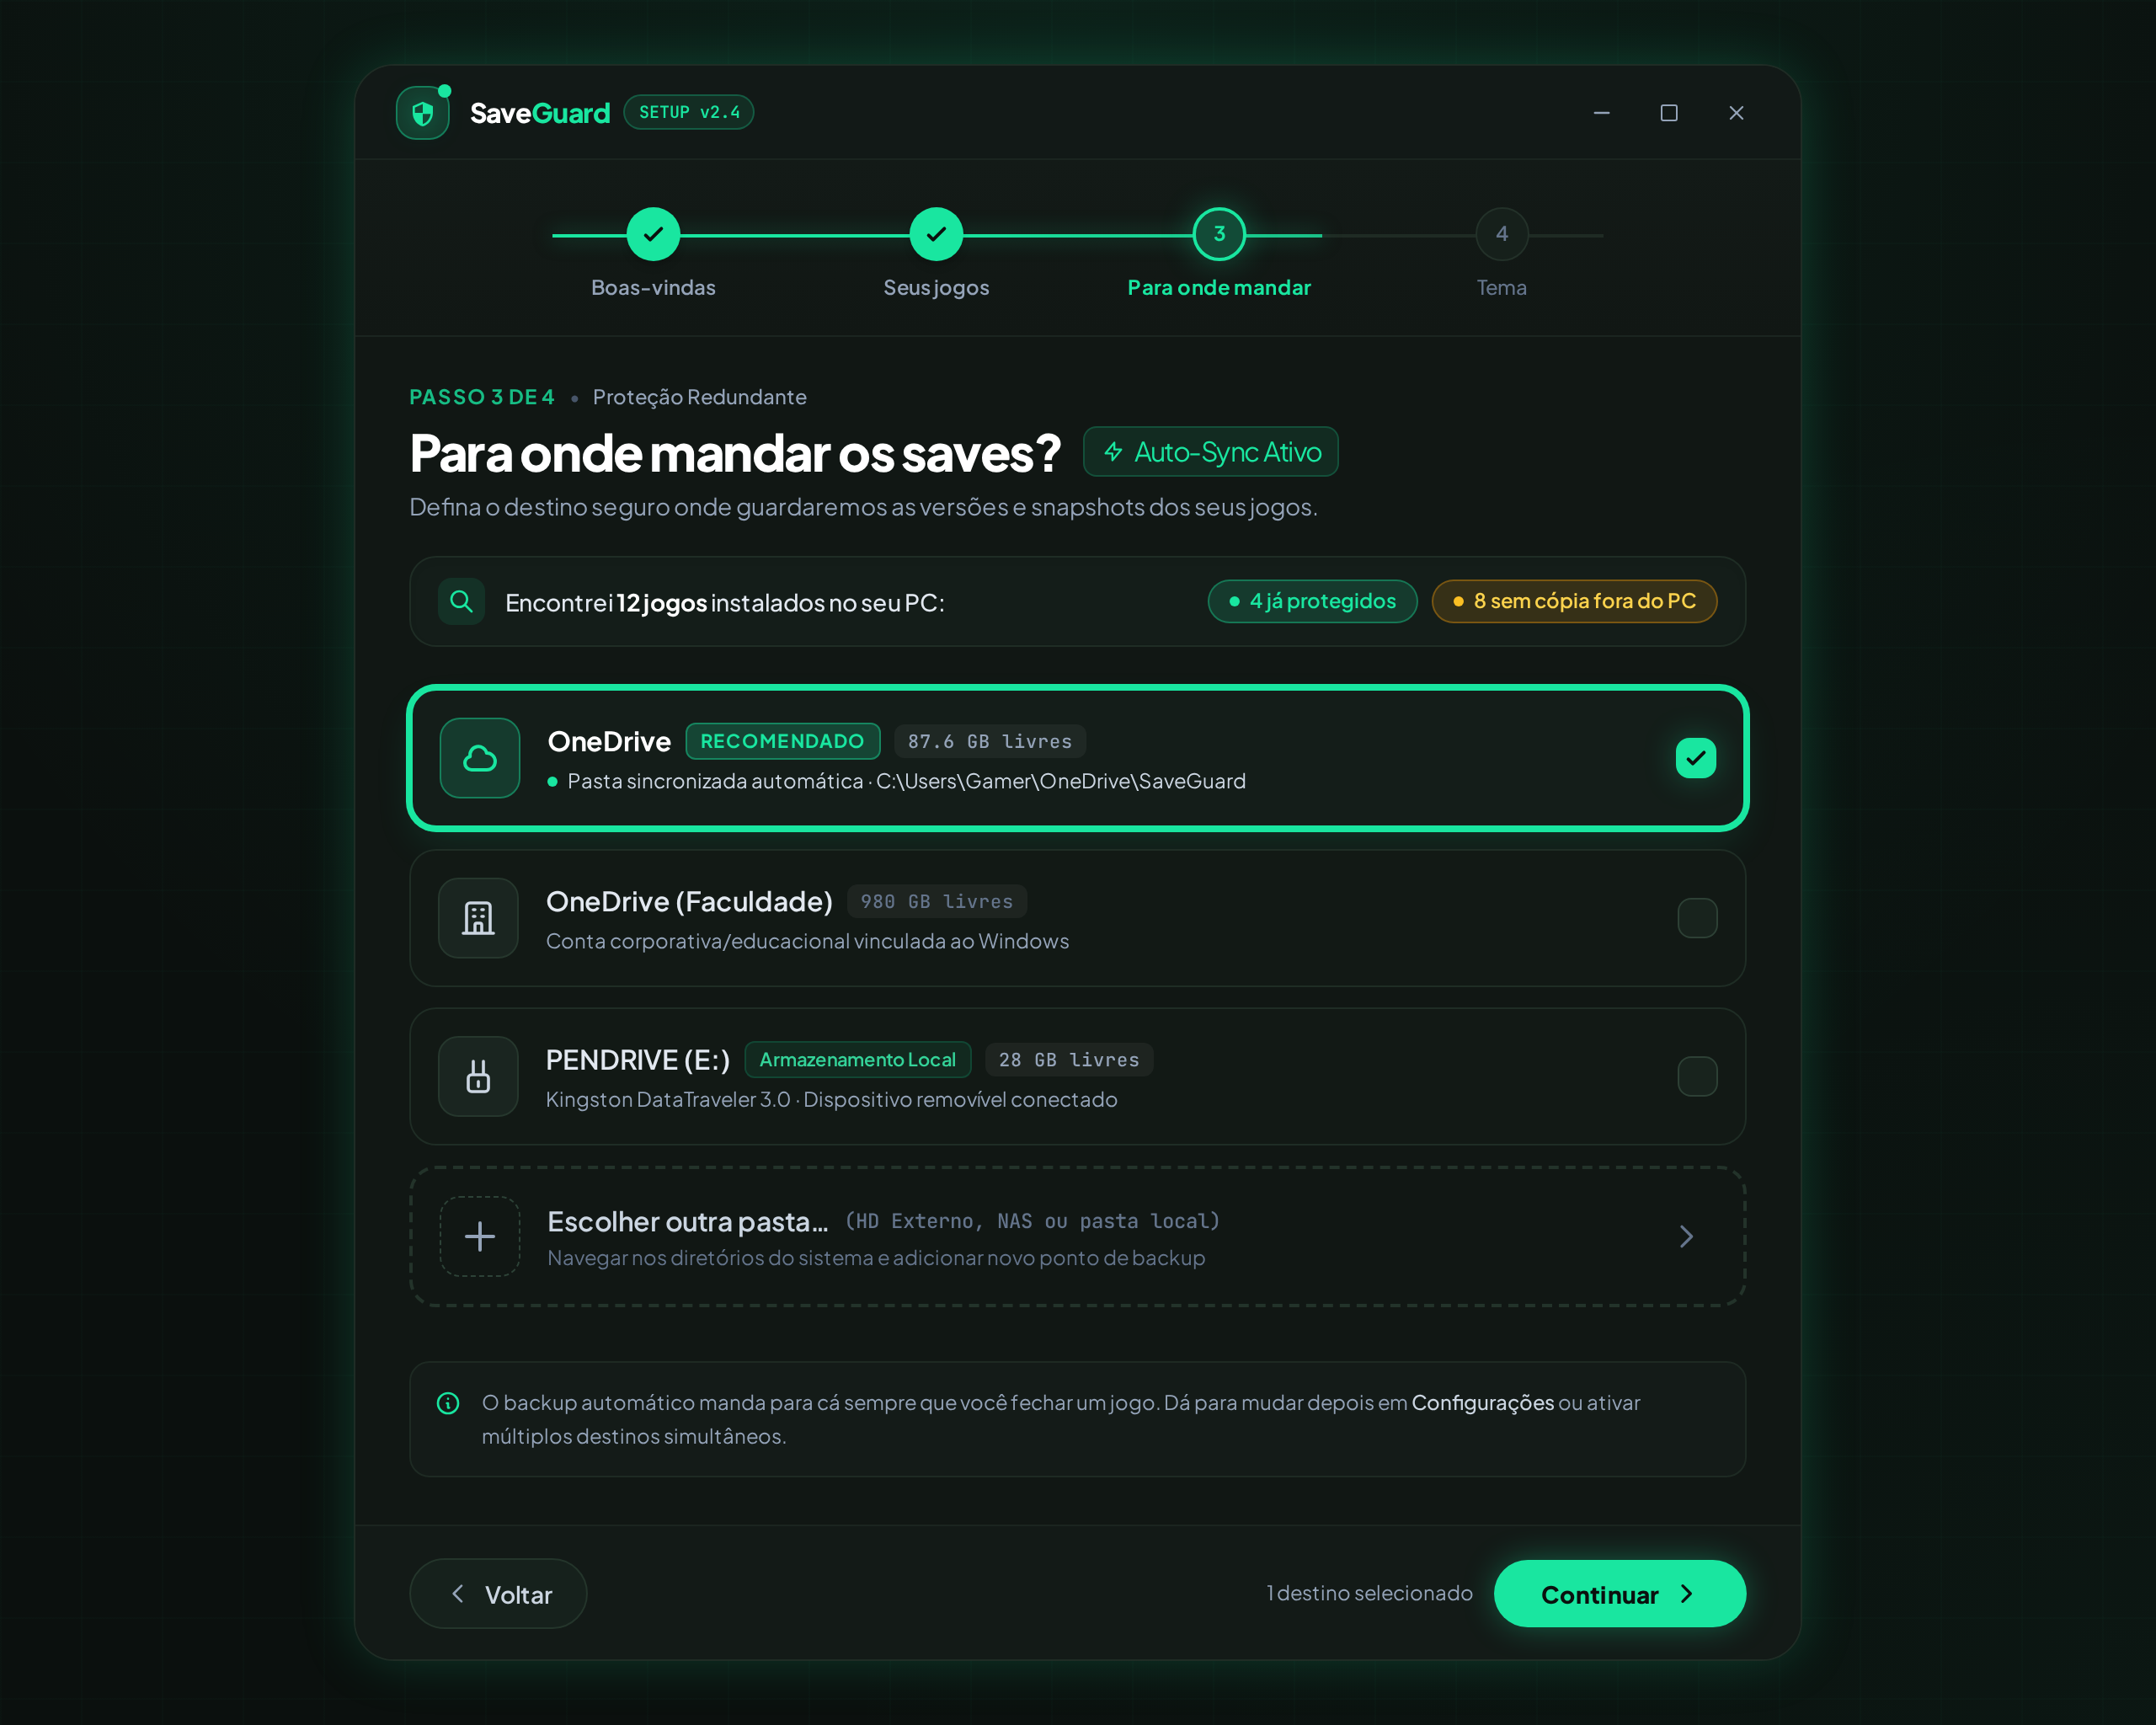 SaveGuard SETUP v2.4
3
4
Boas-vindas
Seus jogos
Para onde mandar
Tema
PASSO 3 DE 4 • Proteção Redundante
Para onde mandar os saves? Auto-Sync Ativo
Defina o destino seguro onde guardaremos as versões e snapshots dos seus jogos.
Encontrei 12 jogos instalados no seu PC:
4 já protegidos
8 sem cópia fora do PC
OneDrive RECOMENDADO 87.6 GB livres
Pasta sincronizada automática · C:\Users\Gamer\OneDrive\SaveGuard
OneDrive (Faculdade) 980 GB livres
Conta corporativa/educacional vinculada ao Windows
PENDRIVE (E:) Armazenamento Local 28 GB livres
Kingston DataTraveler 3.0 · Dispositivo removível conectado
Escolher outra pasta... (HD Externo, NAS ou pasta local)
Navegar nos diretórios do sistema e adicionar novo ponto de backup
O backup automático manda para cá sempre que você fechar um jogo. Dá para mudar depois em Configurações ou ativar
múltiplos destinos simultâneos.
Voltar
1 destino selecionado
Continuar